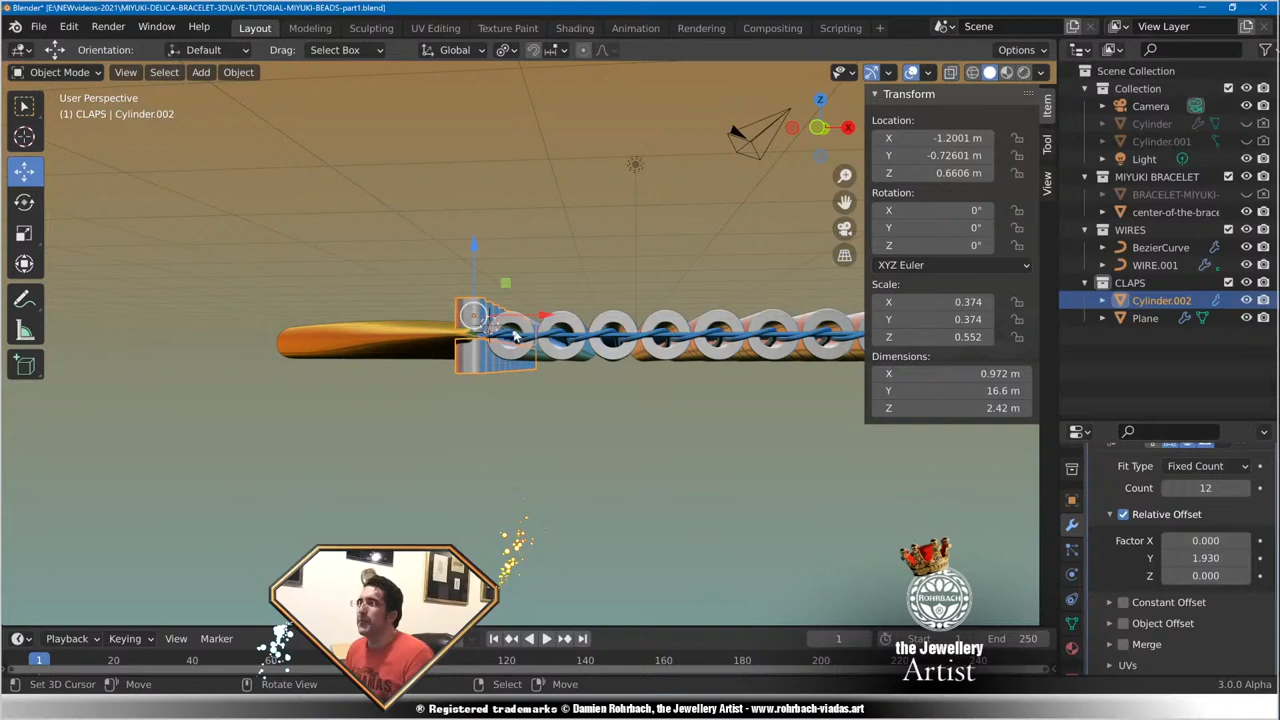 Blender* [E:\NEWvideos-2021\MIYUKI-DELICA-BRACELET-3D\LIVE-TUTORIAL-MIYUKI-BEADS-part1.blend]
File Edit Render Window Help Layout Modeling Sculpting UV Editing Texture Paint Shading Animation Rendering Compositing Scripting + Scene View Layer
Orientation: Default Drag: Select Box Global Options
Object Mode View Select Add Object
User Perspective
(1) CLAPS | Cylinder.002
Z
X
Transform
Location:
X -1.2001 m
Y -0.72601 m
Z 0.6606 m
Rotation:
X 0°
Y 0°
Z 0°
XYZ Euler
Scale:
X 0.374
Y 0.374
Z 0.552
Dimensions:
X 0.972 m
Y 16.6 m
Z 2.42 m
Item
Tool
View
Scene Collection
Collection
Camera
Cylinder
Cylinder.001
Light
MIYUKI BRACELET
BRACELET-MIYUKI-
center-of-the-brace
WIRES
BezierCurve
WIRE.001
CLAPS
Cylinder.002
Plane
Fit Type Fixed Count
Count 12
Relative Offset
Factor X 0.000
Y 1.930
Z 0.000
Constant Offset
Object Offset
Merge
UVs
ROHRBACH
the Jewellery
Artist
Playback Keying View Marker 1 Start 1 End 250
1 20 40 60 120 140 160 180 200 220
Set 3D Cursor Move Rotate View Select Move 3.0.0 Alpha
® Registered trademarks © Damien Rohrbach, the Jewellery Artist - www.rohrbach-viadas.art